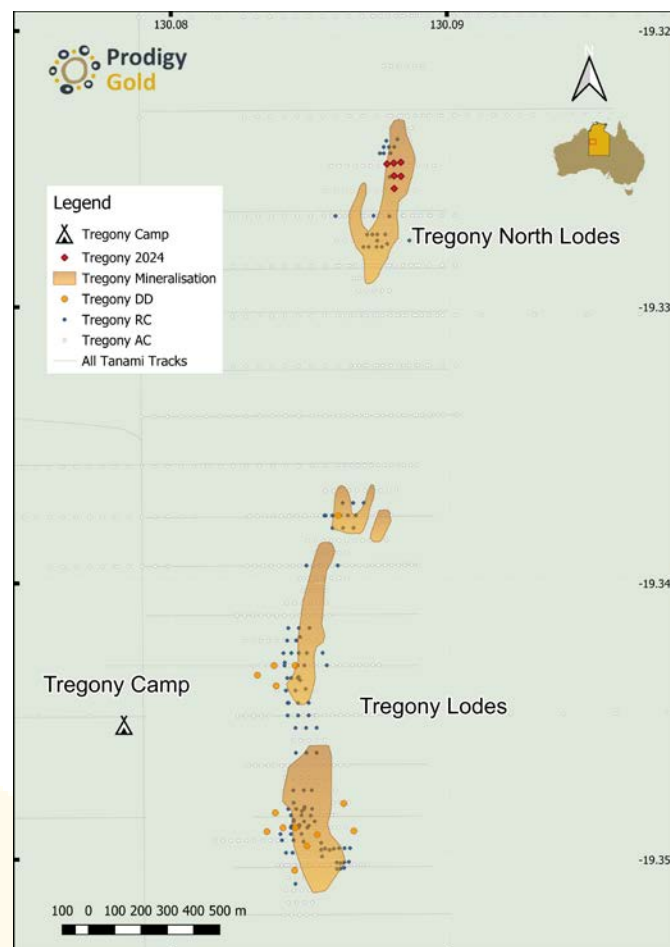 130.08
130.09
-19.32
Prodigy
Gold
N
Legend
Tregony Camp
Tregony 2024
Tregony Mineralisation
Tregony DD
Tregony RC
Tregony AC
All Tanami Tracks
Tregony North Lodes
-19.33
-19.34
Tregony Camp
Tregony Lodes
-19.35
100 0 100 200 300 400 500 m